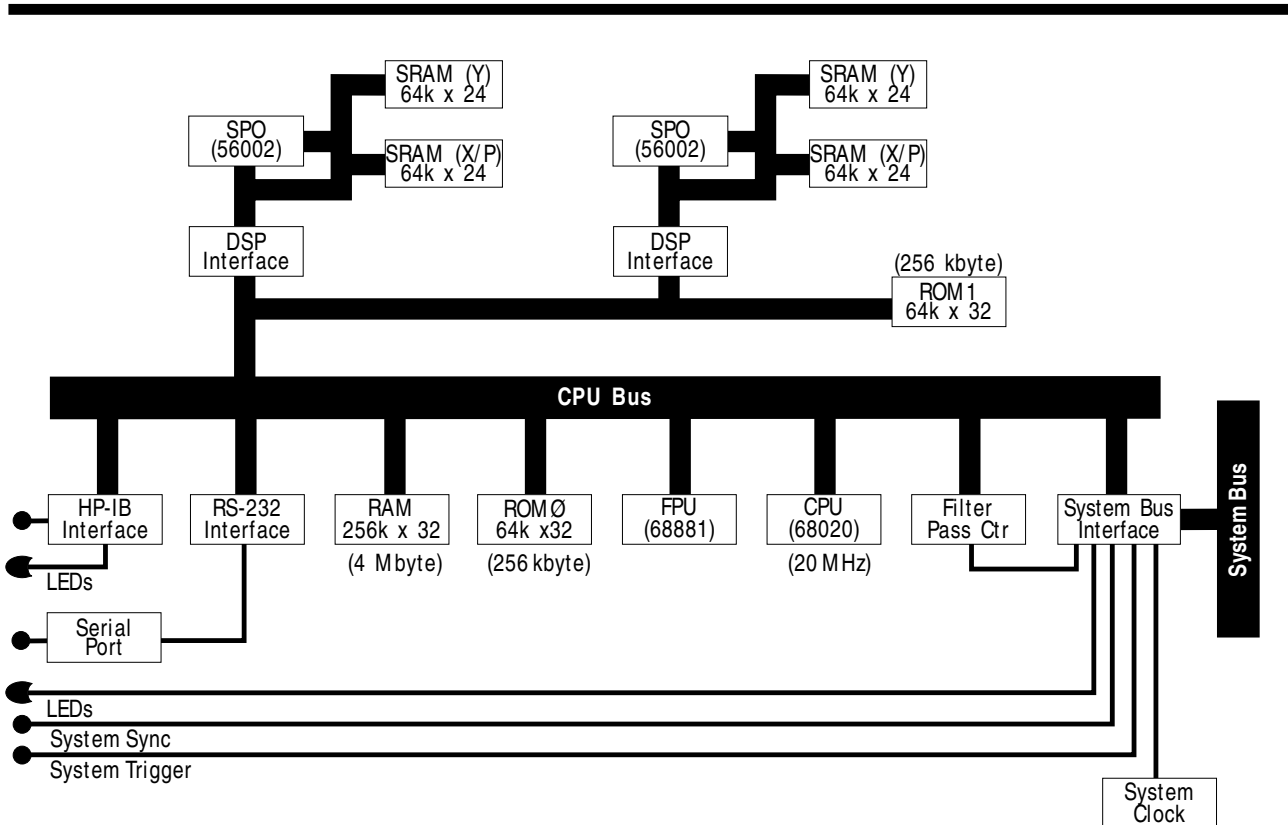 SRAM (Y)
64k x 24
SPO
(56002)
SRAM (X/P)
64k x 24
DSP
Interface
SRAM (Y)
64k x 24
SPO
(56002)
SRAM (X/P)
64k x 24
DSP
Interface
(256 kbyte)
ROM1
64k x 32
CPU Bus
HP-IB
Interface
RS-232
Interface
RAM
256k x 32
(4 Mbyte)
ROMØ
64k x32
(256 kbyte)
FPU
(68881)
CPU
(68020)
(20 MHz)
Filter
Pass Ctr
System Bus
Interface
System Bus
LEDs
Serial
Port
LEDs
System Sync
System Trigger
System
Clock